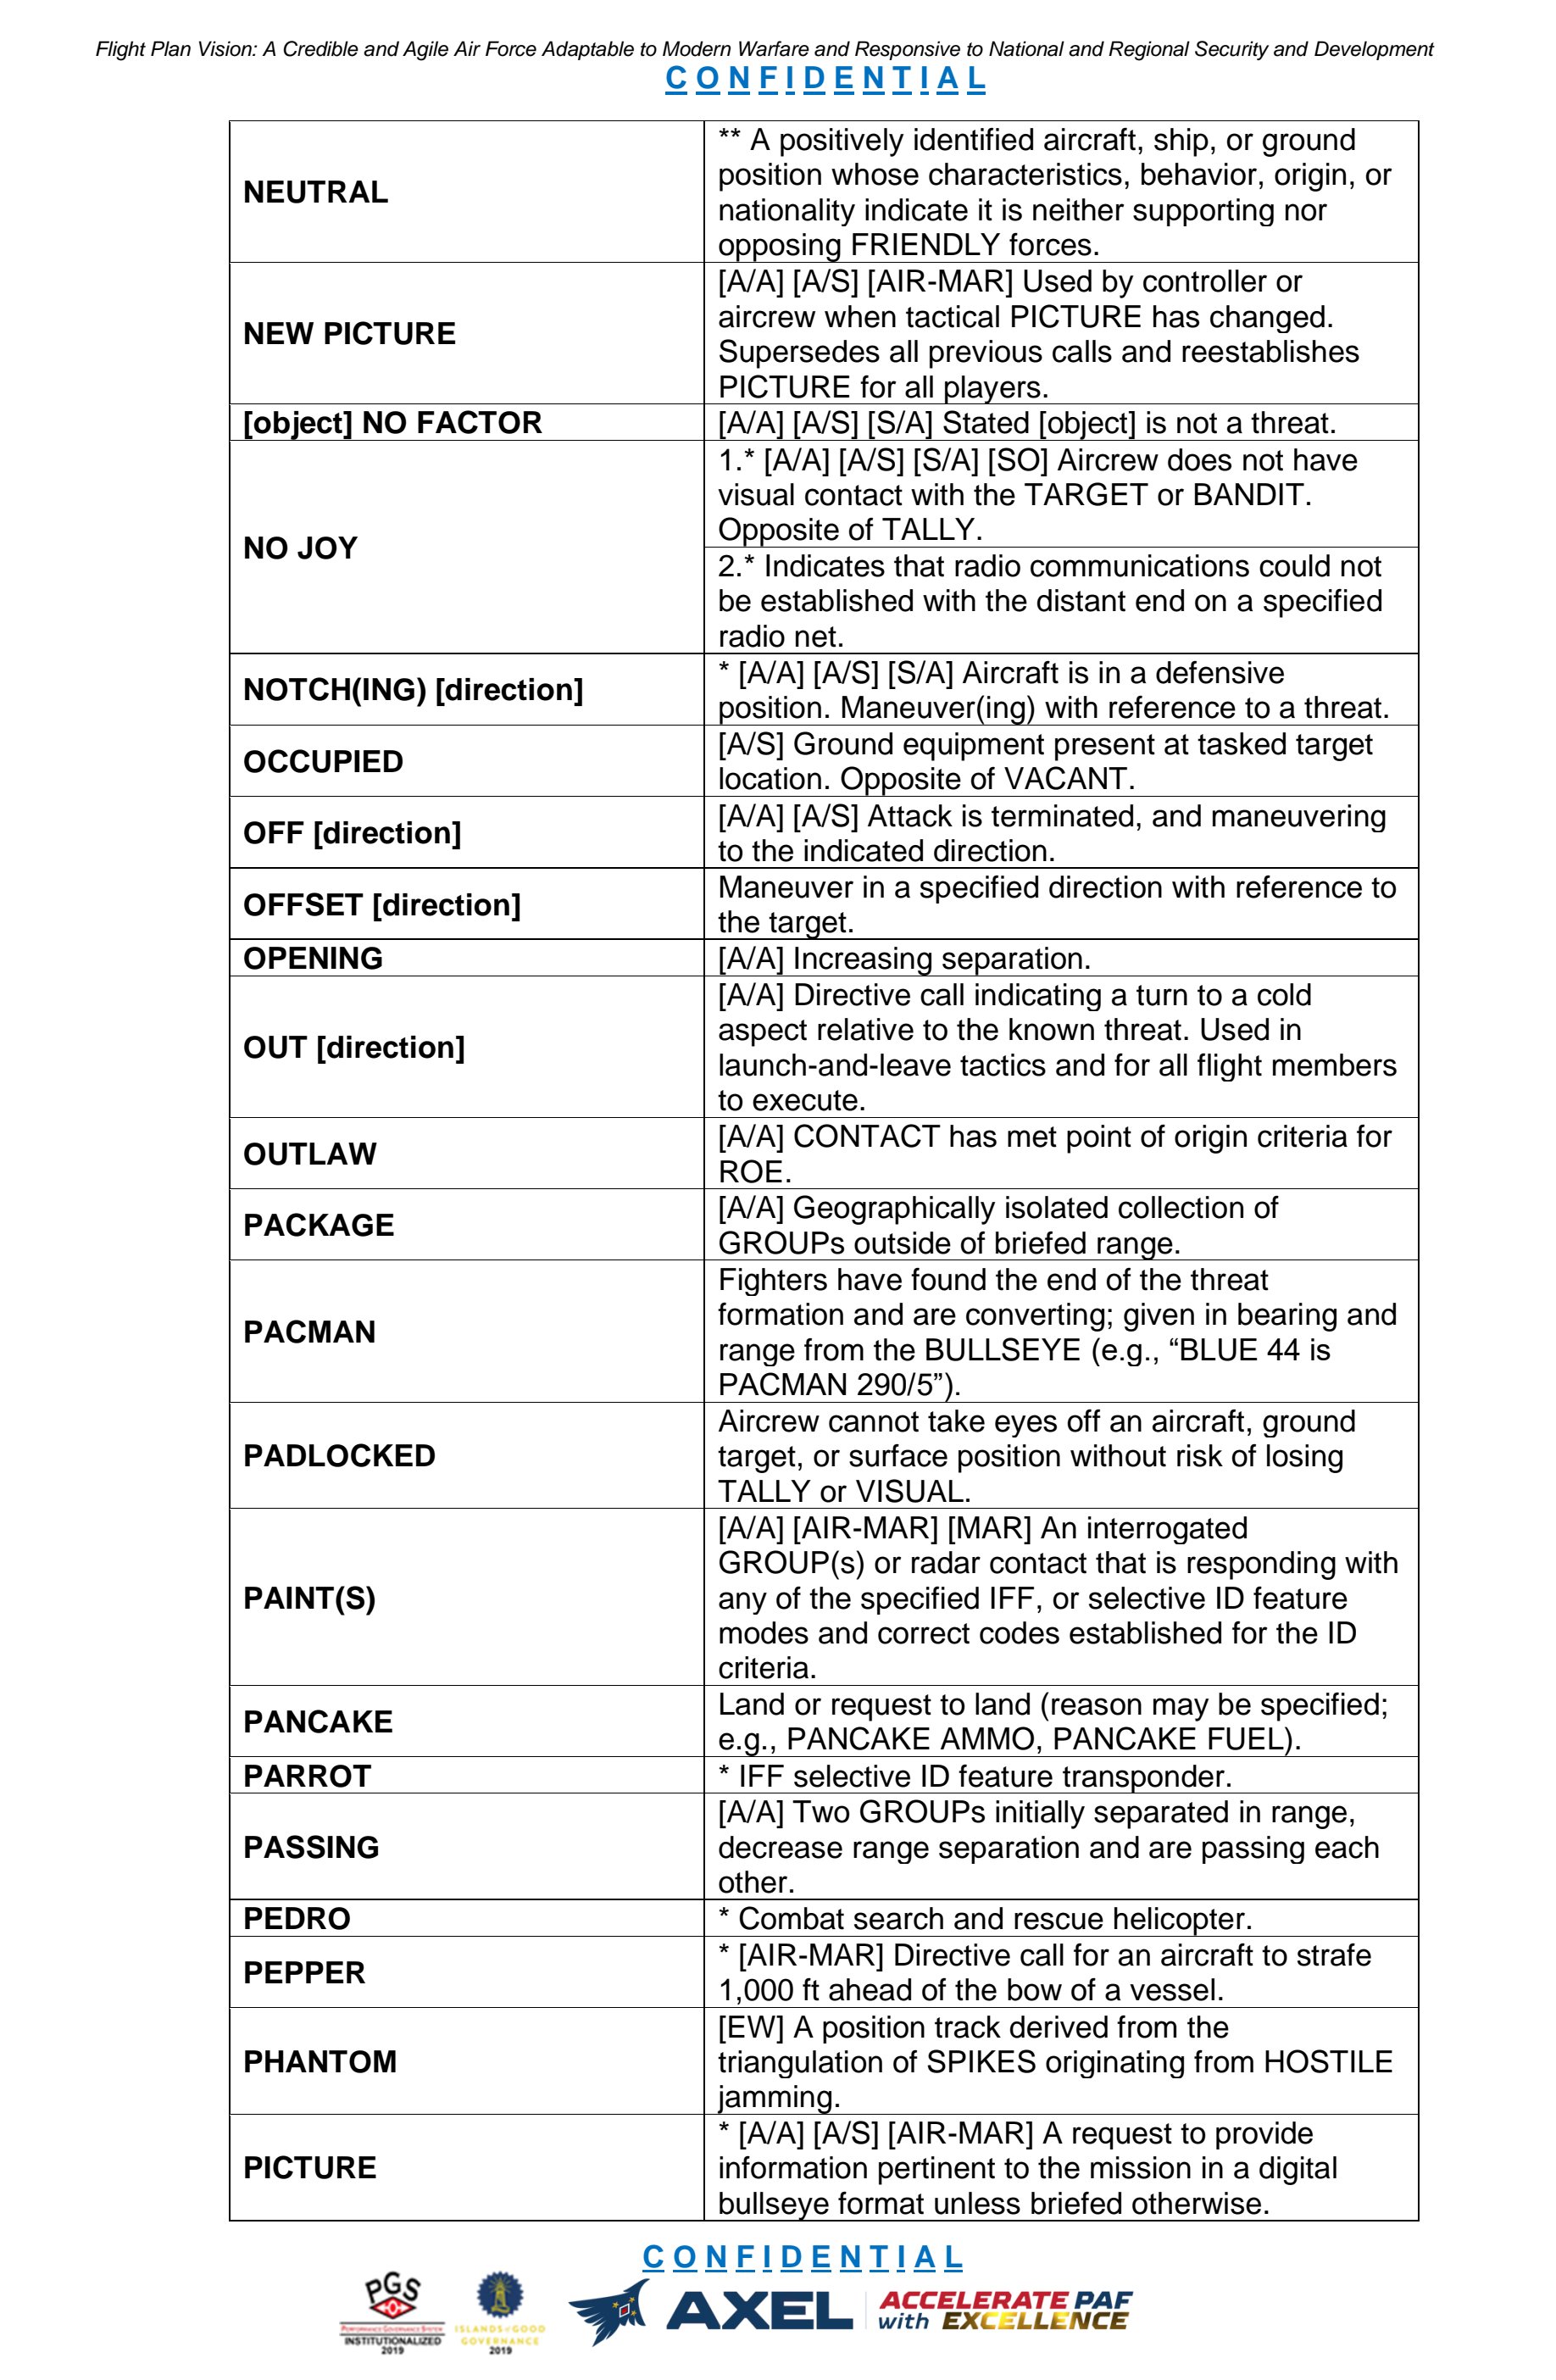 Flight Plan Vision: A Credible and Agile Air Force Adaptable to Modern Warfare and Responsive to National and Regional Security and Development
CONFIDENTIAL
NEUTRAL
** A positively identified aircraft, ship, or ground
position whose characteristics, behavior, origin, or
nationality indicate it is neither supporting nor
opposing FRIENDLY forces.
NEW PICTURE
[A/A] [A/S] [AIR-MAR] Used by controller or
aircrew when tactical PICTURE has changed.
Supersedes all previous calls and reestablishes
PICTURE for all players.
[object] NO FACTOR
[A/A] [A/S] [S/A] Stated [object] is not a threat.
NO JOY
1.* [A/A] [A/S] [S/A] [SO] Aircrew does not have
visual contact with the TARGET or BANDIT.
Opposite of TALLY.
2.* Indicates that radio communications could not
be established with the distant end on a specified
radio net.
NOTCH(ING) [direction]
* [A/A] [A/S] [S/A] Aircraft is in a defensive
position. Maneuver(ing) with reference to a threat.
OCCUPIED
[A/S] Ground equipment present at tasked target
location. Opposite of VACANT.
OFF [direction]
[A/A] [A/S] Attack is terminated, and maneuvering
to the indicated direction.
OFFSET [direction]
Maneuver in a specified direction with reference to
the target.
OPENING
[A/A] Increasing separation.
OUT [direction]
[A/A] Directive call indicating a turn to a cold
aspect relative to the known threat. Used in
launch-and-leave tactics and for all flight members
to execute.
OUTLAW
[A/A] CONTACT has met point of origin criteria for
ROE.
PACKAGE
[A/A] Geographically isolated collection of
GROUPs outside of briefed range.
PACMAN
Fighters have found the end of the threat
formation and are converting; given in bearing and
range from the BULLSEYE (e.g., “BLUE 44 is
PACMAN 290/5”).
PADLOCKED
Aircrew cannot take eyes off an aircraft, ground
target, or surface position without risk of losing
TALLY or VISUAL.
PAINT(S)
[A/A] [AIR-MAR] [MAR] An interrogated
GROUP(s) or radar contact that is responding with
any of the specified IFF, or selective ID feature
modes and correct codes established for the ID
criteria.
PANCAKE
Land or request to land (reason may be specified;
e.g., PANCAKE AMMO, PANCAKE FUEL).
PARROT
* IFF selective ID feature transponder.
PASSING
[A/A] Two GROUPs initially separated in range,
decrease range separation and are passing each
other.
PEDRO
* Combat search and rescue helicopter.
PEPPER
* [AIR-MAR] Directive call for an aircraft to strafe
1,000 ft ahead of the bow of a vessel.
PHANTOM
[EW] A position track derived from the
triangulation of SPIKES originating from HOSTILE
jamming.
PICTURE
* [A/A] [A/S] [AIR-MAR] A request to provide
information pertinent to the mission in a digital
bullseye format unless briefed otherwise.
CONFIDENTIAL
PGS
PERFORMANCE GOVERNANCE SYSTEM
INSTITUTIONALIZED
2019
ISLANDS of GOOD
GOVERNANCE
2019
AXEL
ACCELERATE PAF
with EXCELLENCE